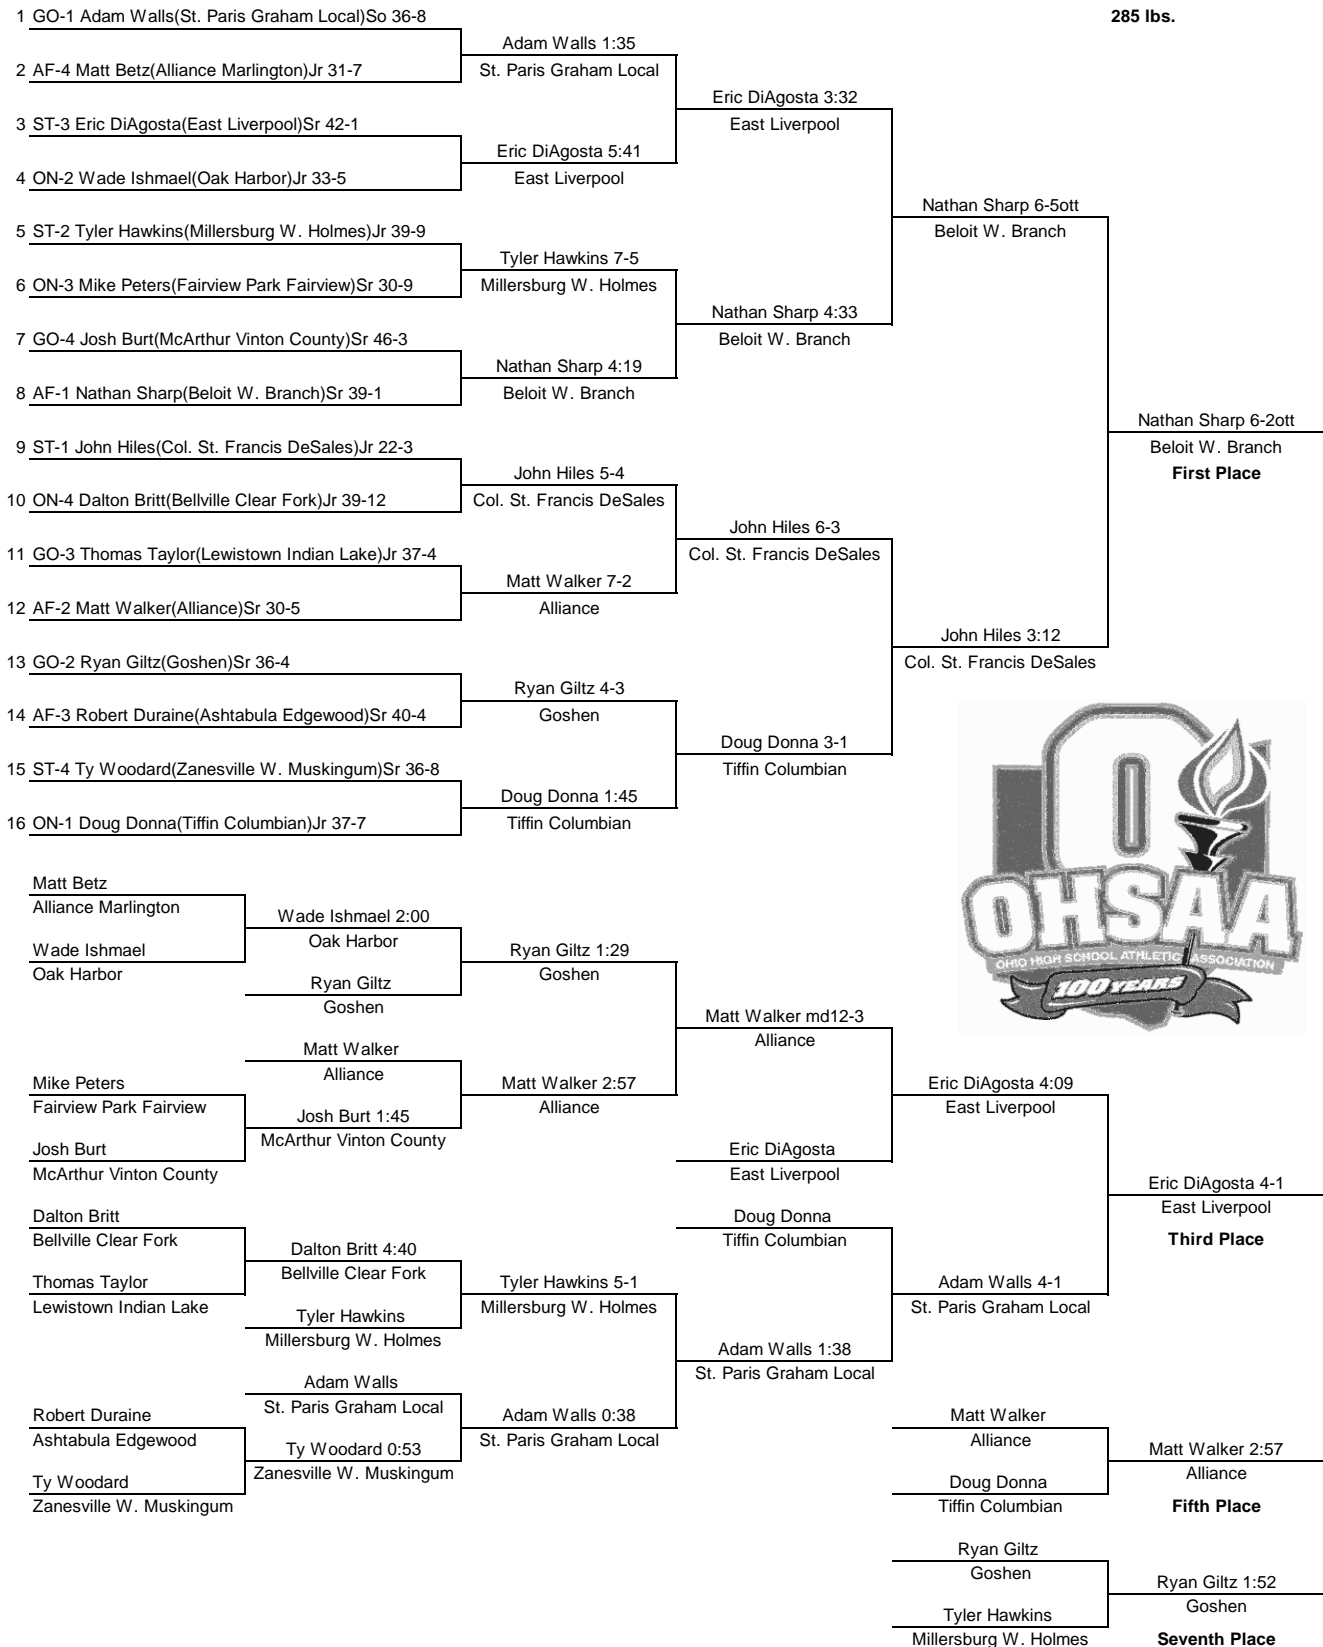 1 GO-1 Adam Walls(St. Paris Graham Local)So 36-8
285 lbs.
Adam Walls 1:35
2 AF-4 Matt Betz(Alliance Marlington)Jr 31-7
St. Paris Graham Local
Eric DiAgosta 3:32
3 ST-3 Eric DiAgosta(East Liverpool)Sr 42-1
East Liverpool
Eric DiAgosta 5:41
4 ON-2 Wade Ishmael(Oak Harbor)Jr 33-5
East Liverpool
Nathan Sharp 6-5ott
5 ST-2 Tyler Hawkins(Millersburg W. Holmes)Jr 39-9
Beloit W. Branch
Tyler Hawkins 7-5
6 ON-3 Mike Peters(Fairview Park Fairview)Sr 30-9
Millersburg W. Holmes
Nathan Sharp 4:33
7 GO-4 Josh Burt(McArthur Vinton County)Sr 46-3
Beloit W. Branch
Nathan Sharp 4:19
8 AF-1 Nathan Sharp(Beloit W. Branch)Sr 39-1
Beloit W. Branch
Nathan Sharp 6-2ott
9 ST-1 John Hiles(Col. St. Francis DeSales)Jr 22-3
Beloit W. Branch
John Hiles 5-4
First Place
10 ON-4 Dalton Britt(Bellville Clear Fork)Jr 39-12
Col. St. Francis DeSales
John Hiles 6-3
11 GO-3 Thomas Taylor(Lewistown Indian Lake)Jr 37-4
Col. St. Francis DeSales
Matt Walker 7-2
12 AF-2 Matt Walker(Alliance)Sr 30-5
Alliance
John Hiles 3:12
13 GO-2 Ryan Giltz(Goshen)Sr 36-4
Col. St. Francis DeSales
Ryan Giltz 4-3
14 AF-3 Robert Duraine(Ashtabula Edgewood)Sr 40-4
Goshen
Doug Donna 3-1
15 ST-4 Ty Woodard(Zanesville W. Muskingum)Sr 36-8
Tiffin Columbian
Doug Donna 1:45
16 ON-1 Doug Donna(Tiffin Columbian)Jr 37-7
Tiffin Columbian
O
OHSAA
OHIO HIGH SCHOOL ATHLETIC ASSOCIATION
100 YEARS
Matt Betz
Alliance Marlington
Wade Ishmael 2:00
Oak Harbor
Wade Ishmael
Ryan Giltz 1:29
Oak Harbor
Goshen
Ryan Giltz
Goshen
Matt Walker md12-3
Alliance
Matt Walker
Alliance
Mike Peters
Matt Walker 2:57
Eric DiAgosta 4:09
Fairview Park Fairview
Alliance
East Liverpool
Josh Burt 1:45
McArthur Vinton County
Josh Burt
Eric DiAgosta
McArthur Vinton County
East Liverpool
Eric DiAgosta 4-1
East Liverpool
Dalton Britt
Doug Donna
Bellville Clear Fork
Tiffin Columbian
Third Place
Dalton Britt 4:40
Bellville Clear Fork
Thomas Taylor
Tyler Hawkins 5-1
Adam Walls 4-1
Lewistown Indian Lake
Millersburg W. Holmes
St. Paris Graham Local
Tyler Hawkins
Millersburg W. Holmes
Adam Walls 1:38
St. Paris Graham Local
Adam Walls
St. Paris Graham Local
Robert Duraine
Adam Walls 0:38
Matt Walker
Ashtabula Edgewood
St. Paris Graham Local
Alliance
Ty Woodard 0:53
Matt Walker 2:57
Zanesville W. Muskingum
Alliance
Ty Woodard
Doug Donna
Zanesville W. Muskingum
Tiffin Columbian
Fifth Place
Ryan Giltz
Goshen
Ryan Giltz 1:52
Goshen
Tyler Hawkins
Millersburg W. Holmes
Seventh Place